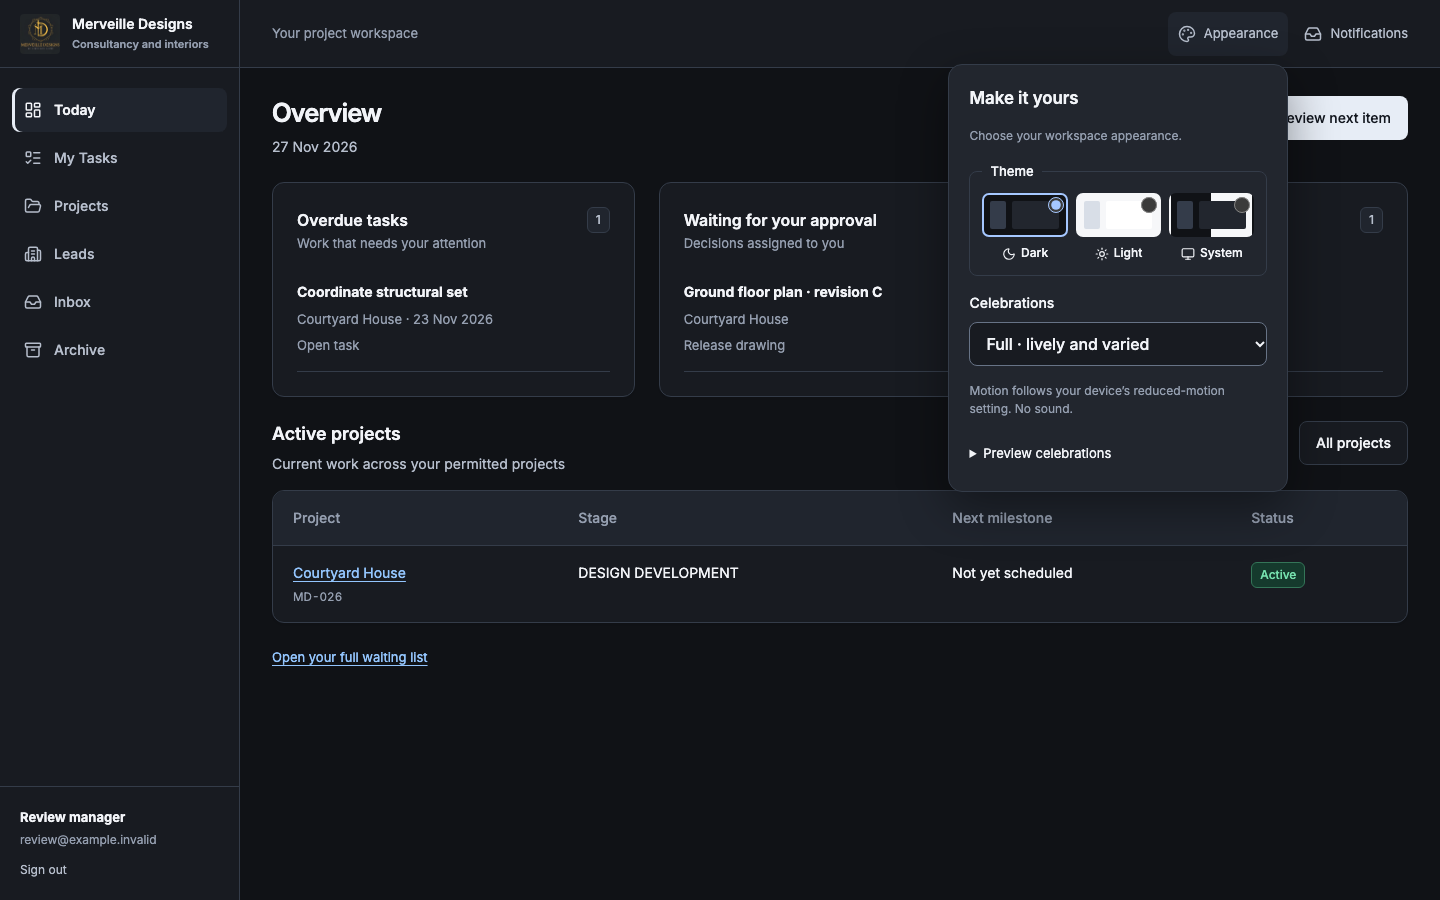 Merveille Designs
Consultancy and interiors
Your project workspace
Appearance
Notifications
Today
My Tasks
Projects
Leads
Inbox
Archive
Overview
27 Nov 2026
eview next item
Make it yours
Choose your workspace appearance.
Theme
Dark
Light
System
Celebrations
Full · lively and varied
Motion follows your device’s reduced-motion
setting. No sound.
Preview celebrations
Overdue tasks
1
Work that needs your attention
Coordinate structural set
Courtyard House · 23 Nov 2026
Open task
Waiting for your approval
Decisions assigned to you
Ground floor plan · revision C
Courtyard House
Release drawing
1
Active projects
Current work across your permitted projects
All projects
Project
Stage
Next milestone
Status
Courtyard House
MD-026
DESIGN DEVELOPMENT
Not yet scheduled
Active
Open your full waiting list
Review manager
review@example.invalid
Sign out